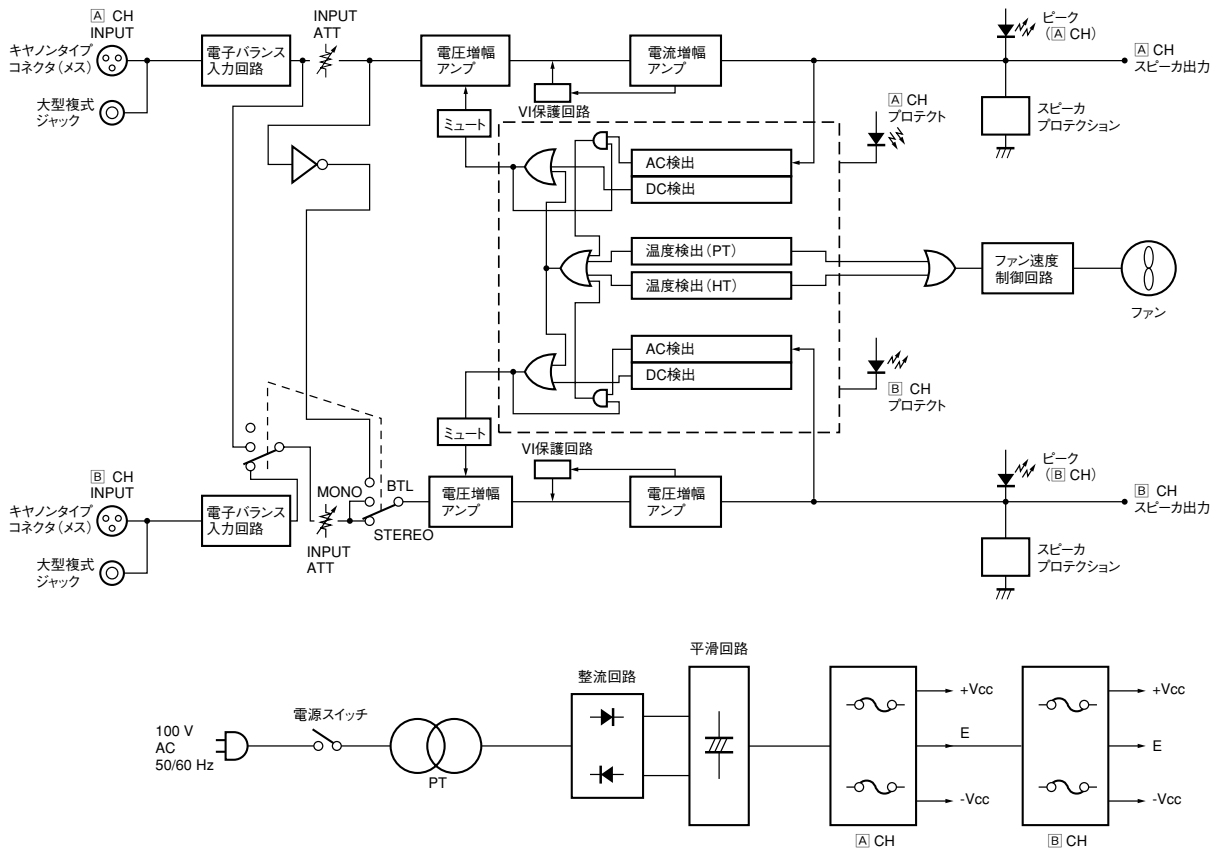 A CH
INPUT
キヤノンタイプ
コネクタ（メス）
大型複式
ジャック
電子バランス
入力回路
INPUT
ATT
電圧増幅
アンプ
VI保護回路
電流増幅
アンプ
ピーク
（A CH）
A CH
スピーカ出力
スピーカ
プロテクション
ミュート
AC検出
DC検出
A CH
プロテクト
温度検出（PT）
温度検出（HT）
ファン速度
制御回路
ファン
AC検出
DC検出
B CH
プロテクト
ミュート
VI保護回路
B CH
INPUT
キヤノンタイプ
コネクタ（メス）
大型複式
ジャック
電子バランス
入力回路
INPUT
ATT
MONO
BTL
STEREO
電圧増幅
アンプ
電圧増幅
アンプ
ピーク
（B CH）
B CH
スピーカ出力
スピーカ
プロテクション
100 V
AC
50/60 Hz
電源スイッチ
PT
整流回路
平滑回路
+Vcc
E
-Vcc
A CH
+Vcc
E
-Vcc
B CH